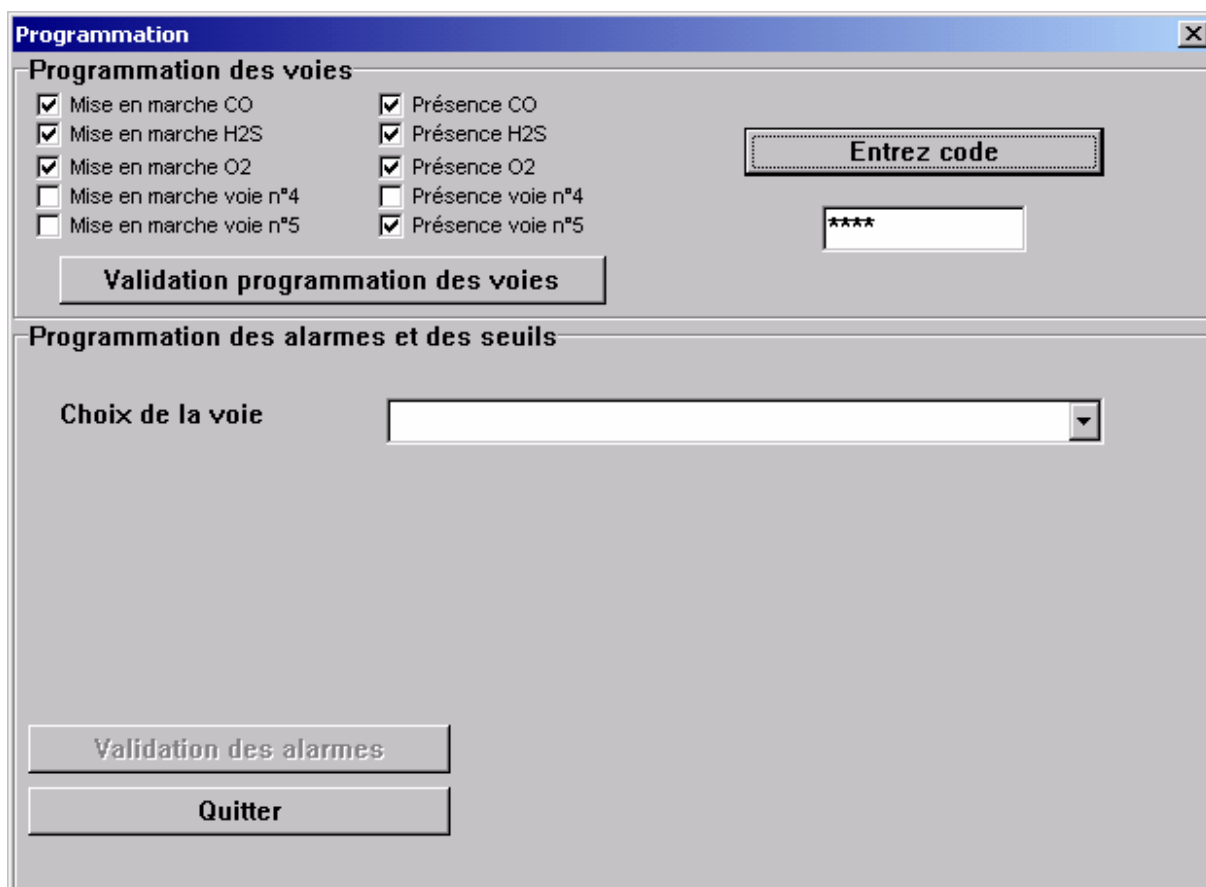 Programmation
Programmation des voies
Mise en marche CO
Présence CO
Mise en marche H2S
Présence H2S
Entrez code
Mise en marche O2
Présence O2
Mise en marche voie n°4
Présence voie n°4
Mise en marche voie n°5
Présence voie n°5
****
Validation programmation des voies
Programmation des alarmes et des seuils
Choix de la voie
Validation des alarmes
Quitter